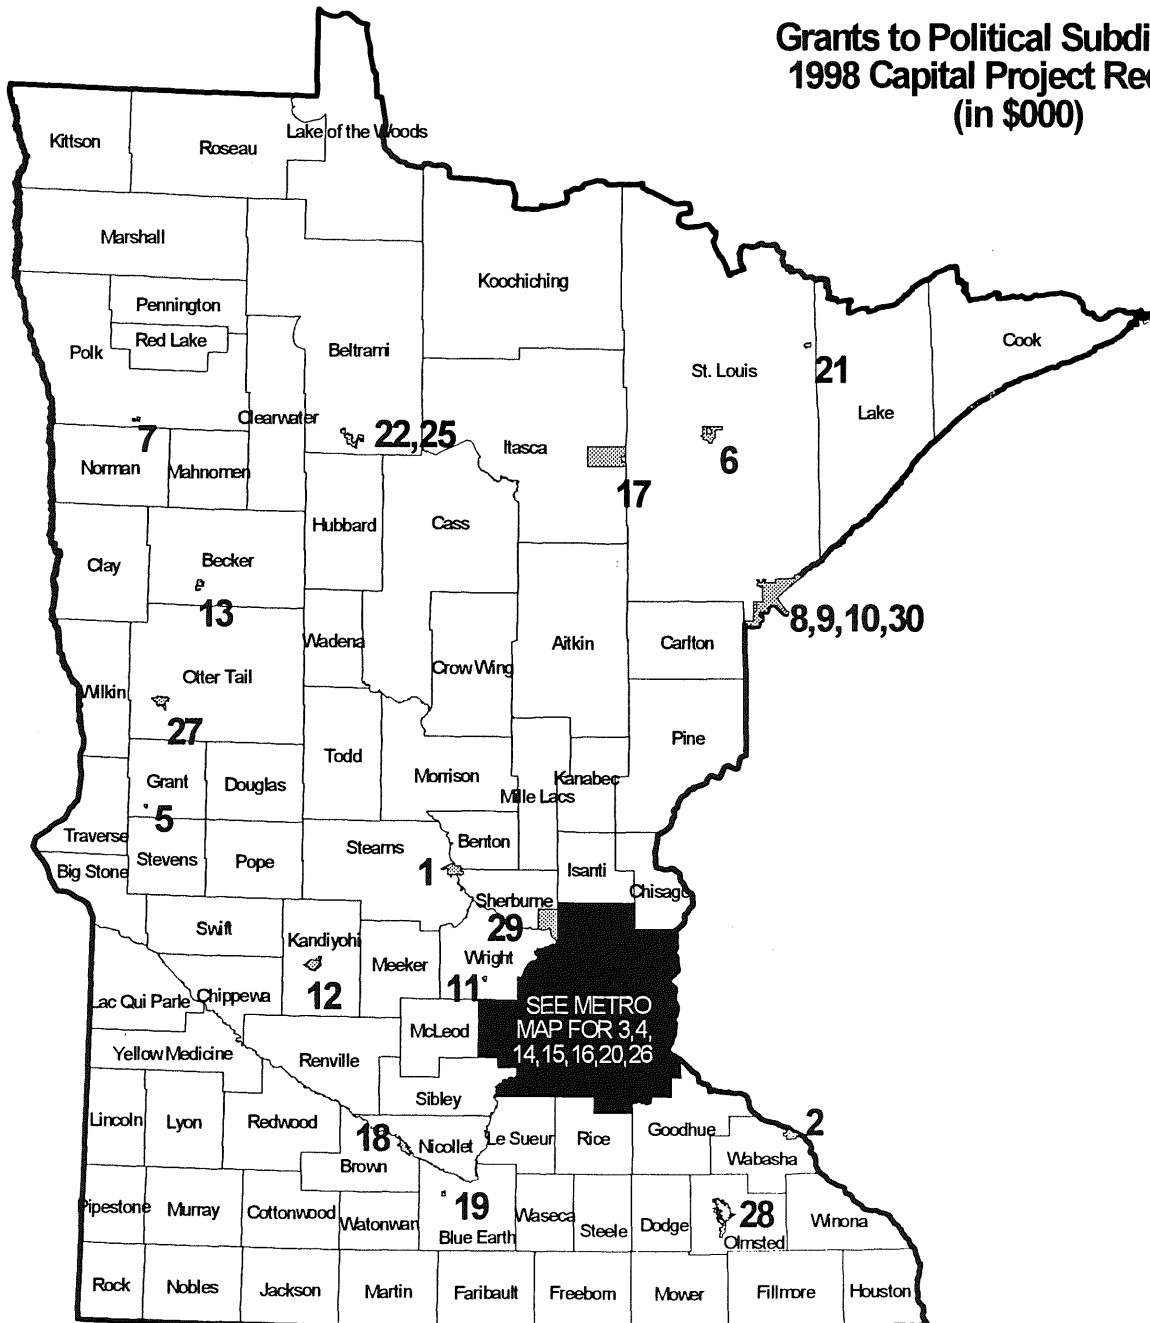 Grants to Political Subdi
1998 Capital Project Re
(in $000)
Kittson
Roseau
Lake of the Woods
Marshall
Koochiching
Pennington
Red Lake
Polk
Beltrami
Cook
St. Louis
21
Lake
Clearwater
7
22,25
Itasca
6
Norman
Mahnomen
17
Hubbard
Cass
Clay
Becker
13
8,9,10,30
Wadena
Aitkin
Carlton
Crow Wing
Otter Tail
Wilkin
27
Pine
Todd
Grant
Douglas
Morrison
Kanabec
Mille Lacs
5
Traverse
Stevens
Pope
Stearns
Benton
Big Stone
1
Isanti
Chisago
Sherburne
29
Swift
Kandiyohi
Meeker
Wright
11
12
Lac Qui Parle
Chippewa
SEE METRO
MAP FOR 3,4,
14,15,16,20,26
McLeod
Yellow Medicine
Renville
Sibley
Lincoln
Lyon
Redwood
18
Nicollet
Le Sueur
Rice
Goodhue
2
Wabasha
Brown
Pipestone
Murray
Cottonwood
Watonwan
19
Blue Earth
Waseca
Steele
Dodge
28
Olmsted
Winona
Rock
Nobles
Jackson
Martin
Faribault
Freeborn
Mower
Fillmore
Houston